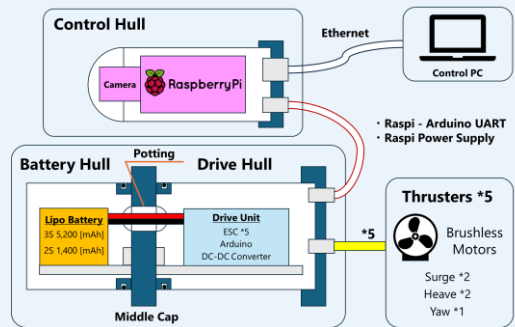 Control Hull
Camera
RaspberryPi
Ethernet
Control PC
・Raspi - Arduino UART
・Raspi Power Supply
Battery Hull
Potting
Drive Hull
Lipo Battery
3S 5,200 [mAh]
2S 1,400 [mAh]
Drive Unit
ESC *5
Arduino
DC-DC Converter
Middle Cap
*5
Thrusters *5
Brushless
Motors
Surge *2
Heave *2
Yaw *1